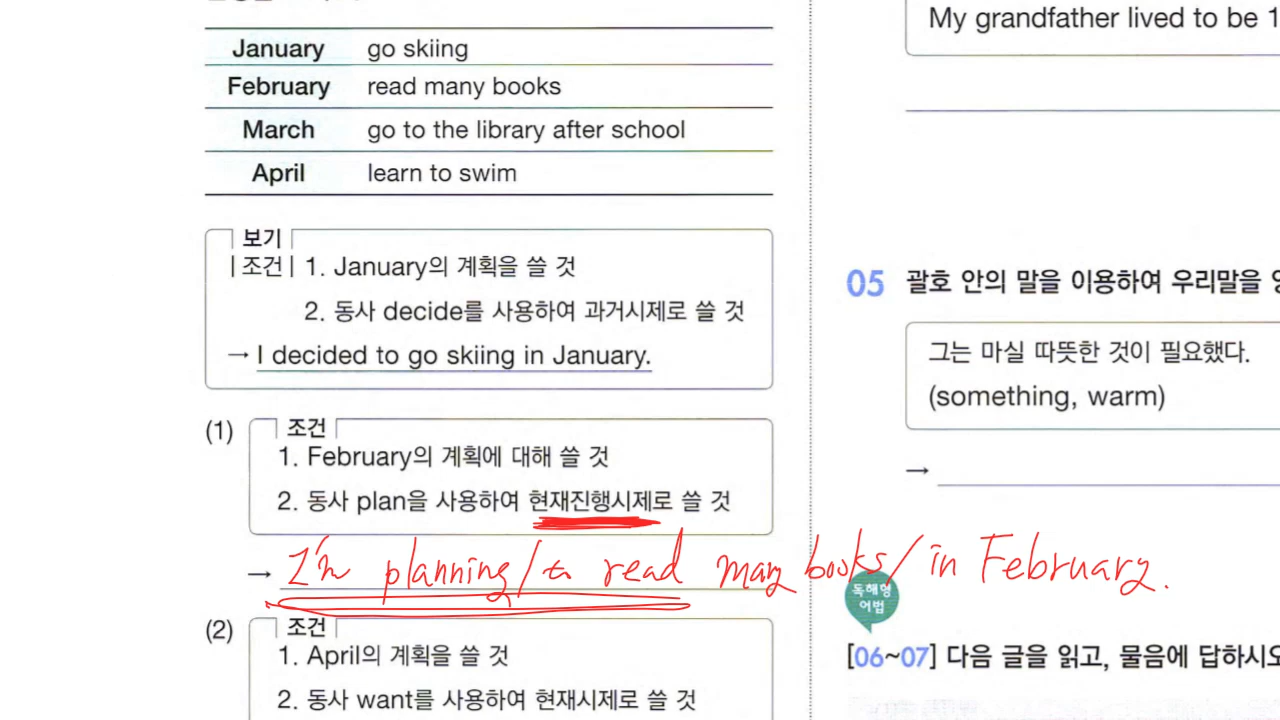 January go skiing
February read many books
March go to the library after school
April learn to swim
보기
|조건| 1. January의 계획을 쓸 것
2. 동사 decide를 사용하여 과거시제로 쓸 것
→ I decided to go skiing in January.
(1) 조건
1. February의 계획에 대해 쓸 것
2. 동사 plan을 사용하여 현재진행시제로 쓸 것
→ I'm planning/to read many books/in February.
(2) 조건
1. April의 계획을 쓸 것
2. 동사 want를 사용하여 현재시제로 쓸 것
My grandfather lived to be 1
05 괄호 안의 말을 이용하여 우리말을
그는 마실 따뜻한 것이 필요했다.
(something, warm)
→
독해형
어법
[06~07] 다음 글을 읽고, 물음에 답하시오